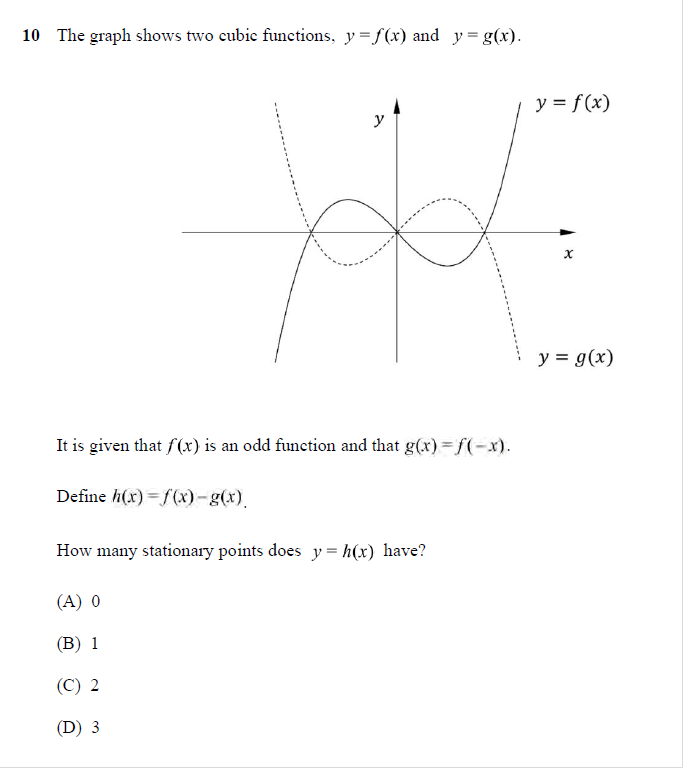 10 The graph shows two cubic functions, y = f(x) and y = g(x).
y = f(x)
y
x
y = g(x)
It is given that f(x) is an odd function and that g(x) = f(−x).
Define h(x) = f(x) − g(x).
How many stationary points does y = h(x) have?
(A) 0
(B) 1
(C) 2
(D) 3